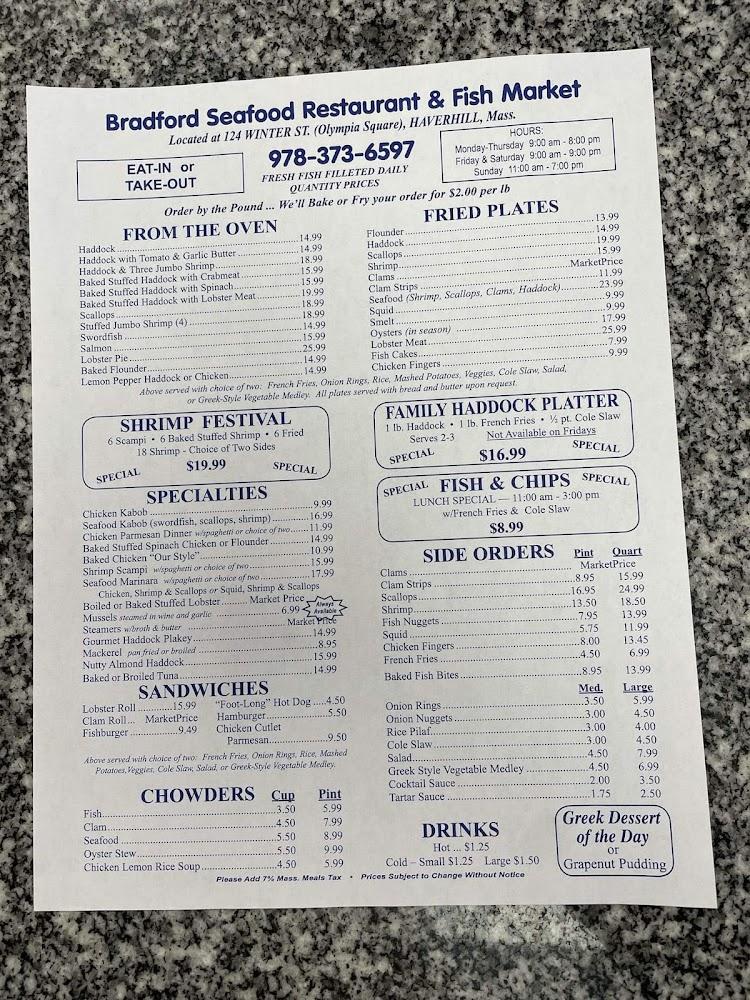 Bradford Seafood Restaurant & Fish Market
Located at 124 WINTER ST. (Olympia Square), HAVERHILL, Mass.
EAT-IN or
TAKE-OUT
978-373-6597
FRESH FISH FILLETED DAILY
QUANTITY PRICES
HOURS:
Monday-Thursday 9:00 am - 8:00 pm
Friday & Saturday 9:00 am - 9:00 pm
Sunday 11:00 am - 7:00 pm
Order by the Pound ... We'll Bake or Fry your order for $2.00 per lb
FROM THE OVEN
Haddock 14.99
Haddock with Tomato & Garlic Butter 14.99
Haddock & Three Jumbo Shrimp 18.99
Baked Stuffed Haddock with Crabmeat 15.99
Baked Stuffed Haddock with Spinach 15.99
Baked Stuffed Haddock with Lobster Meat 19.99
Scallops 18.99
Stuffed Jumbo Shrimp (4) 18.99
Swordfish 14.99
Salmon 15.99
Lobster Pie 25.99
Baked Flounder 14.99
Lemon Pepper Haddock or Chicken 14.99
FRIED PLATES
Flounder 13.99
Haddock 14.99
Scallops 19.99
Shrimp 15.99
Clams MarketPrice
Clam Strips 11.99
Seafood (Shrimp, Scallops, Clams, Haddock) 23.99
Squid 9.99
Smelt 9.99
Oysters (in season) 17.99
Lobster Meat 25.99
Fish Cakes 7.99
Chicken Fingers 9.99
Above served with choice of two: French Fries, Onion Rings, Rice, Mashed Potatoes, Veggies, Cole Slaw, Salad,
or Greek-Style Vegetable Medley. All plates served with bread and butter upon request.
SHRIMP FESTIVAL
6 Scampi • 6 Baked Stuffed Shrimp • 6 Fried
18 Shrimp - Choice of Two Sides
SPECIAL $19.99 SPECIAL
FAMILY HADDOCK PLATTER
1 lb. Haddock • 1 lb. French Fries • ½ pt. Cole Slaw
Serves 2-3 Not Available on Fridays
SPECIAL $16.99 SPECIAL
SPECIAL FISH & CHIPS SPECIAL
LUNCH SPECIAL — 11:00 am - 3:00 pm
w/French Fries & Cole Slaw
$8.99
SPECIALTIES
Chicken Kabob 9.99
Seafood Kabob (swordfish, scallops, shrimp) 16.99
Chicken Parmesan Dinner w/spaghetti or choice of two 11.99
Baked Stuffed Spinach Chicken or Flounder 14.99
Baked Chicken "Our Style" 10.99
Shrimp Scampi w/spaghetti or choice of two 15.99
Seafood Marinara w/spaghetti or choice of two 17.99
Chicken, Shrimp & Scallops or Squid, Shrimp & Scallops
Boiled or Baked Stuffed Lobster Market Price
Always
Available
Mussels steamed in wine and garlic 6.99
Steamers w/broth & butter Market Price
Gourmet Haddock Plakey 14.99
Mackerel pan fried or broiled 8.95
Nutty Almond Haddock 15.99
Baked or Broiled Tuna 14.99
SANDWICHES
Lobster Roll 15.99
Clam Roll... MarketPrice
Fishburger 9.49
"Foot-Long" Hot Dog 4.50
Hamburger 5.50
Chicken Cutlet
Parmesan 9.50
Above served with choice of two: French Fries, Onion Rings, Rice, Mashed
Potatoes, Veggies, Cole Slaw, Salad, or Greek-Style Vegetable Medley.
CHOWDERS Cup Pint
Fish 3.50 5.99
Clam 4.50 7.99
Seafood 5.50 8.99
Oyster Stew 5.50 9.99
Chicken Lemon Rice Soup 4.50 5.99
SIDE ORDERS Pint Quart
Clams MarketPrice
Clam Strips 8.95 15.99
Scallops 16.95 24.99
Shrimp 13.50 18.50
Fish Nuggets 7.95 13.99
Squid 5.75 11.99
Chicken Fingers 8.00 13.45
French Fries 4.50 6.99
Baked Fish Bites 8.95 13.99
Med. Large
Onion Rings 3.50 5.99
Onion Nuggets 3.00 4.50
Rice Pilaf 3.00 4.00
Cole Slaw 3.00 4.50
Salad 4.50 7.99
Greek Style Vegetable Medley 4.50 6.99
Cocktail Sauce 2.00 3.50
Tartar Sauce 1.75 2.50
DRINKS
Hot ... $1.25
Cold – Small $1.25 Large $1.50
Greek Dessert
of the Day
or
Grapenut Pudding
Please Add 7% Mass. Meals Tax • Prices Subject to Change Without Notice